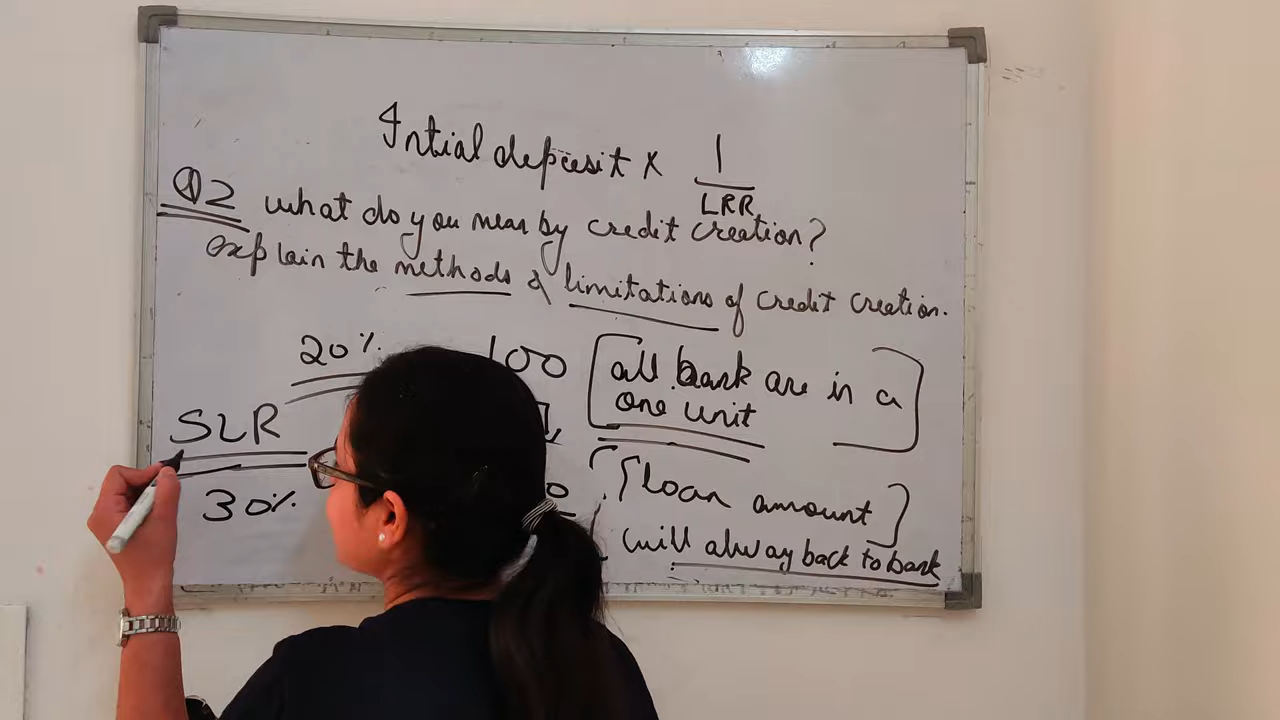 Intial deposit × 1/LRR
Q2 what do you mean by credit creation?
explain the methods & limitations of credit creation.
20% 100 [all bank are in a
one unit]
SLR
30% [loan amount]
will alway back to bank